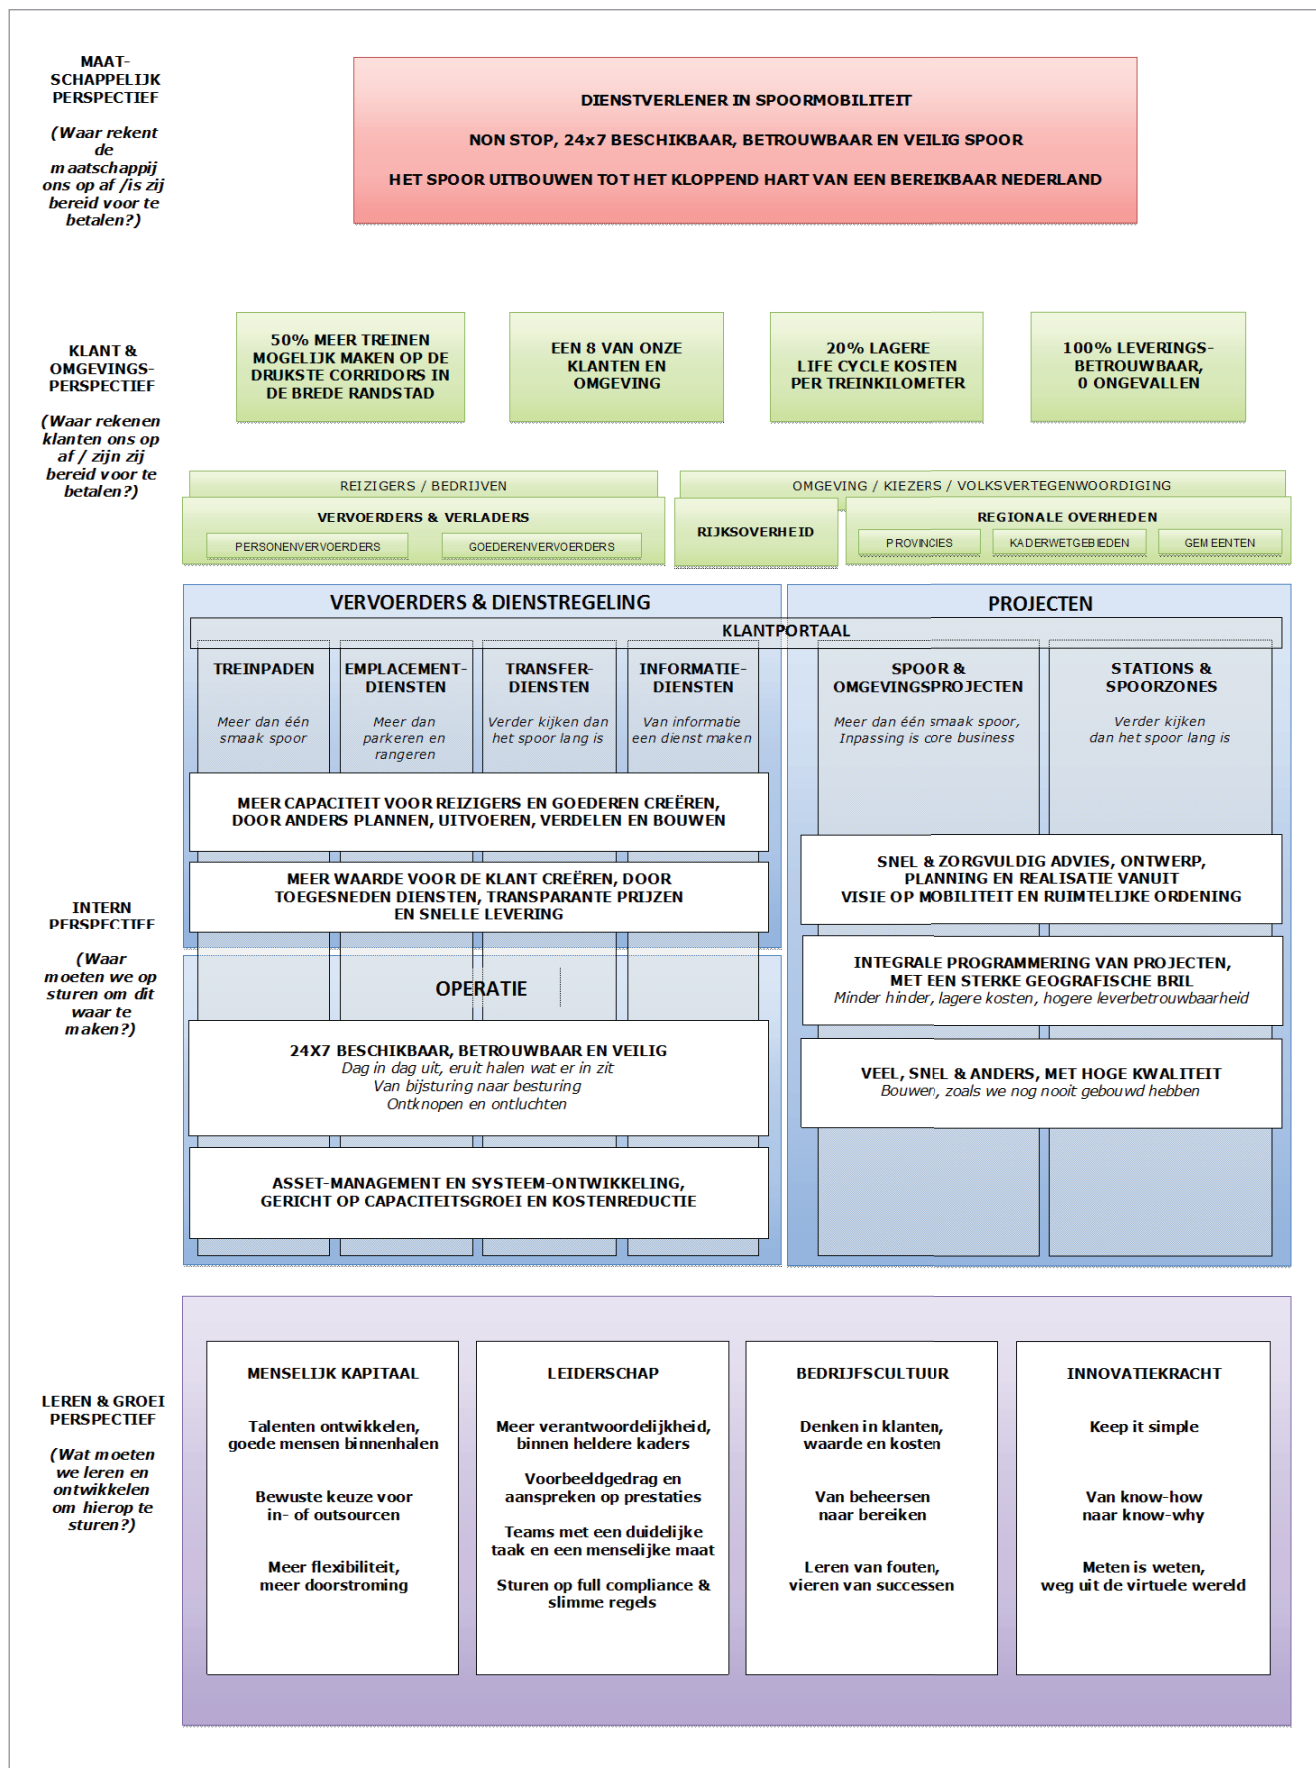 MAAT-
SCHAPPELIJK
PERSPECTIEF
(Waar rekent
de
maatschappij
ons op af /is zij
bereid voor te
betalen?)
DIENSTVERLENER IN SPOORMOBILITEIT
NON STOP, 24x7 BESCHIKBAAR, BETROUWBAAR EN VEILIG SPOOR
HET SPOOR UITBOUWEN TOT HET KLOPPEND HART VAN EEN BEREIKBAAR NEDERLAND
KLANT &
OMGEVINGS-
PERSPECTIEF
(Waar rekenen
klanten ons op
af / zijn zij
bereid voor te
betalen?)
50% MEER TREINEN
MOGELIJK MAKEN OP DE
DRUKSTE CORRIDORS IN
DE BREDE RANDSTAD
EEN 8 VAN ONZE
KLANTEN EN
OMGEVING
20% LAGERE
LIFE CYCLE KOSTEN
PER TREINKILOMETER
100% LEVERINGS-
BETROUWBAAR,
0 ONGEVALLEN
REIZIGERS / BEDRIJVEN
VERVOERDERS & VERLADERS
PERSONENVERVOERDERS
GOEDERENVERVOERDERS
OMGEVING / KIEZERS / VOLKSVERTEGENWOORDIGING
RIJKSOVERHEID
REGIONALE OVERHEDEN
PROVINCIES
KADERWETGEBIEDEN
GEMEENTEN
INTERN
PERSPECTIEF
(Waar
moeten we op
sturen om dit
waar te
maken?)
VERVOERDERS & DIENSTREGELING
PROJECTEN
KLANTPORTAAL
TREINPADEN
Meer dan één
smaak spoor
EMPLACEMENT-
DIENSTEN
Meer dan
parkeren en
rangeren
TRANSFER-
DIENSTEN
Verder kijken dan
het spoor lang is
INFORMATIE-
DIENSTEN
Van informatie
een dienst maken
SPOOR &
OMGEVINGSPROJECTEN
Meer dan één smaak spoor,
Inpassing is core business
STATIONS &
SPOORZONES
Verder kijken
dan het spoor lang is
MEER CAPACITEIT VOOR REIZIGERS EN GOEDEREN CREËREN,
DOOR ANDERS PLANNEN, UITVOEREN, VERDELEN EN BOUWEN
MEER WAARDE VOOR DE KLANT CREËREN, DOOR
TOEGESNEDEN DIENSTEN, TRANSPARANTE PRIJZEN
EN SNELLE LEVERING
OPERATIE
24X7 BESCHIKBAAR, BETROUWBAAR EN VEILIG
Dag in dag uit, eruit halen wat er in zit
Van bijsturing naar besturing
Ontknopen en ontluchten
ASSET-MANAGEMENT EN SYSTEEM-ONTWIKKELING,
GERICHT OP CAPACITEITSGROEI EN KOSTENREDUCTIE
SNEL & ZORGVULDIG ADVIES, ONTWERP,
PLANNING EN REALISATIE VANUIT
VISIE OP MOBILITEIT EN RUIMTELIJKE ORDENING
INTEGRALE PROGRAMMERING VAN PROJECTEN,
MET EEN STERKE GEOGRAFISCHE BRIL
Minder hinder, lagere kosten, hogere leverbetrouwbaarheid
VEEL, SNEL & ANDERS, MET HOGE KWALITEIT
Bouwen, zoals we nog nooit gebouwd hebben
LEREN & GROEI
PERSPECTIEF
(Wat moeten
we leren en
ontwikkelen
om hierop te
sturen?)
MENSELIJK KAPITAAL
Talenten ontwikkelen,
goede mensen binnenhalen
Bewuste keuze voor
in- of outsourcen
Meer flexibiliteit,
meer doorstroming
LEIDERSCHAP
Meer verantwoordelijkheid,
binnen heldere kaders
Voorbeeldgedrag en
aanspreken op prestaties
Teams met een duidelijke
taak en een menselijke maat
Sturen op full compliance &
slimme regels
BEDRIJFSCULTUUR
Denken in klanten,
waarde en kosten
Van beheersen
naar bereiken
Leren van fouten,
vieren van successen
INNOVATIEKRACHT
Keep it simple
Van know-how
naar know-why
Meten is weten,
weg uit de virtuele wereld